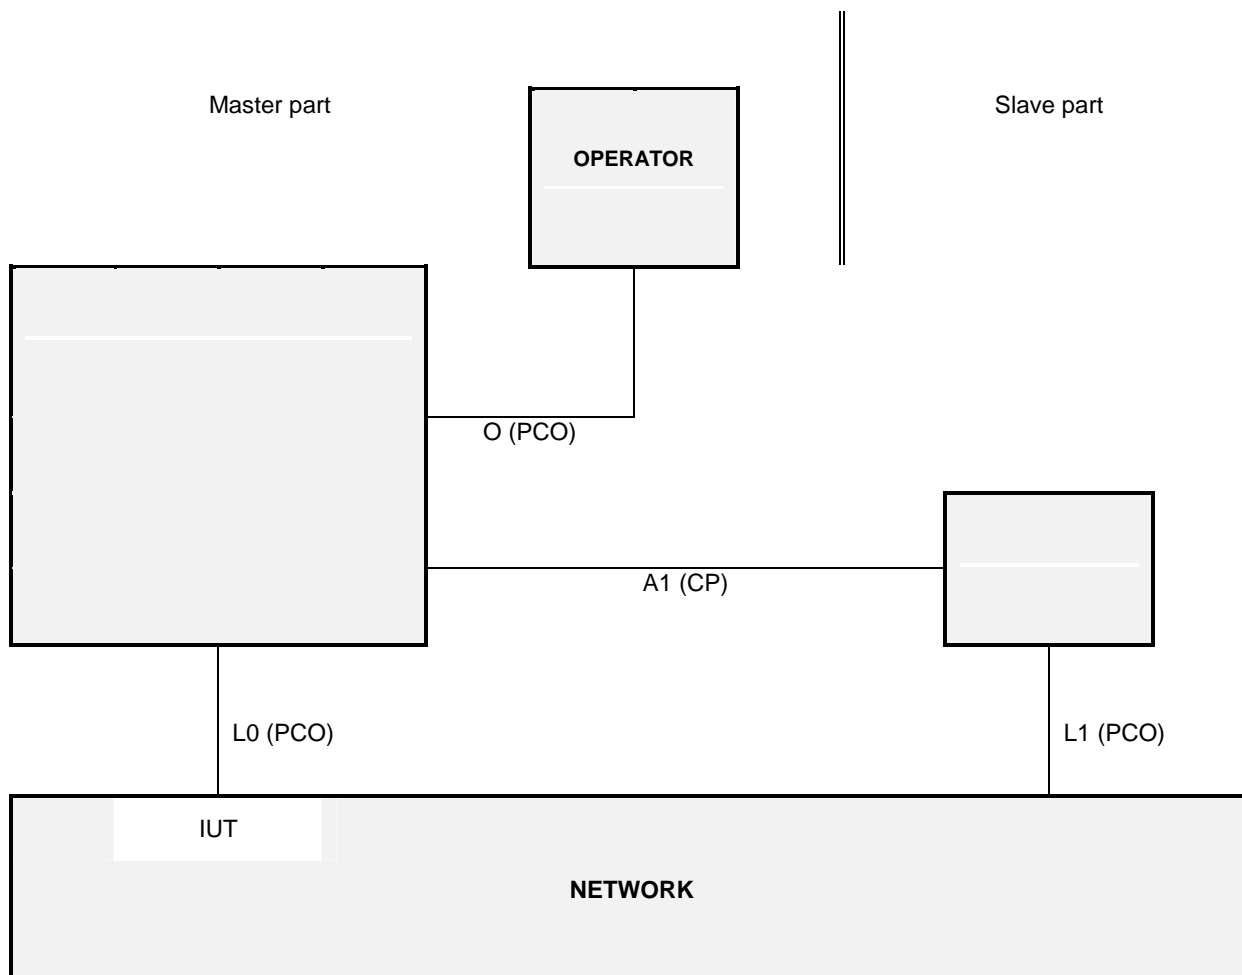 Master part
OPERATOR
Slave part
O (PCO)
A1 (CP)
L0 (PCO)
L1 (PCO)
IUT
NETWORK